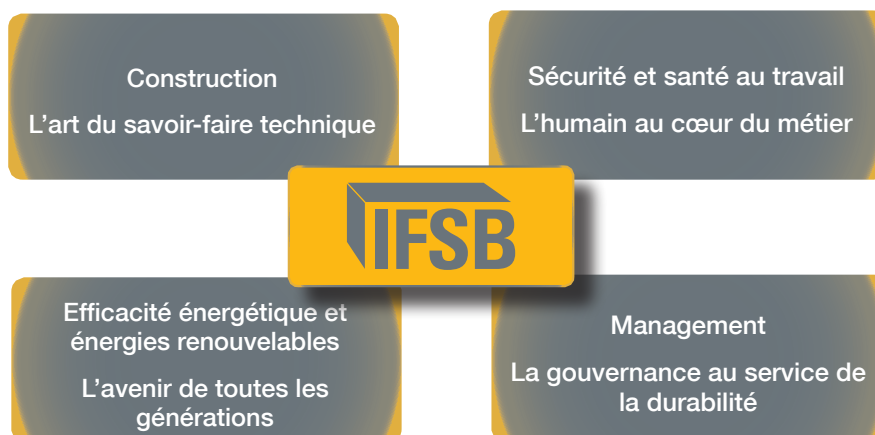 Construction
L’art du savoir-faire technique
Sécurité et santé au travail
L’humain au cœur du métier
IFSB
Efficacité énergétique et
énergies renouvelables
L’avenir de toutes les
générations
Management
La gouvernance au service de
la durabilité